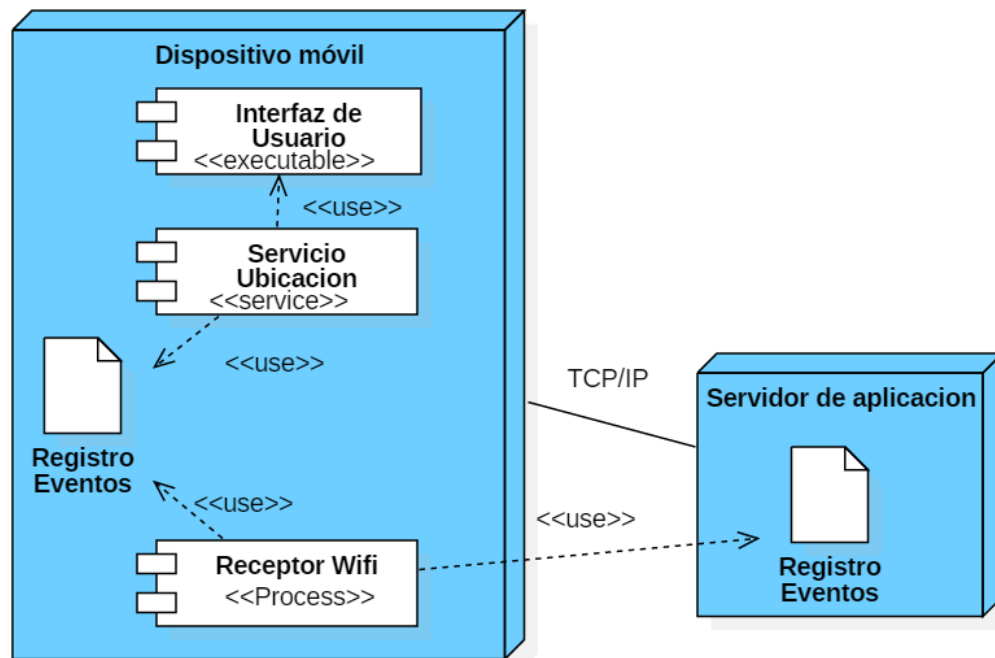 Dispositivo móvil
Interfaz de
Usuario
<<executable>>
<<use>>
Servicio
Ubicacion
<<service>>
<<use>>
Registro
Eventos
<<use>>
Receptor Wifi
<<Process>>
TCP/IP
<<use>>
Servidor de aplicacion
Registro
Eventos